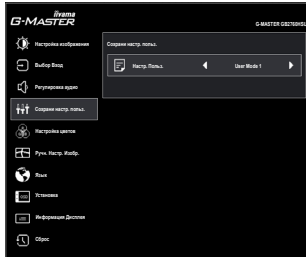 iiyama
G-MASTER
G-MASTER GB2760HSU
Настройка изображения
Сохрани настр. польз.
Выбор Вход
Настр. Польз.
User Mode 1
Регулировка аудио
Сохрани настр. польз.
Настройка цветов
Ручн. Настр. Изобр.
Язык
OSD
Установка
Информация Дисплея
Сброс